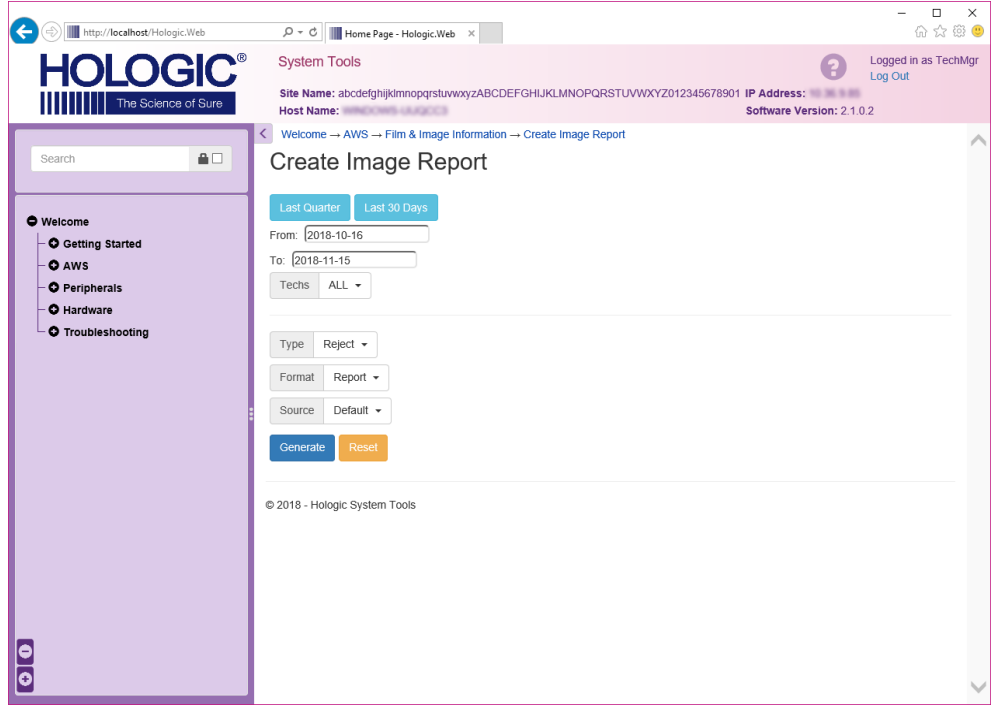 http://localhost/Hologic.Web
Home Page - Hologic.Web
HOLOGIC®
The Science of Sure
System Tools
Logged in as TechMgr
Log Out
Site Name: abcdefghijklmnopqrstuvwxyzABCDEFGHIJKLMNOPQRSTUVWXYZ012345678901 IP Address:
Host Name:
Software Version: 2.1.0.2
Welcome → AWS → Film & Image Information → Create Image Report
Search
Create Image Report
Last Quarter Last 30 Days
Welcome
Getting Started
AWS
Peripherals
Hardware
Troubleshooting
From: 2018-10-16
To: 2018-11-15
Techs ALL
Type Reject
Format Report
Source Default
Generate Reset
© 2018 - Hologic System Tools